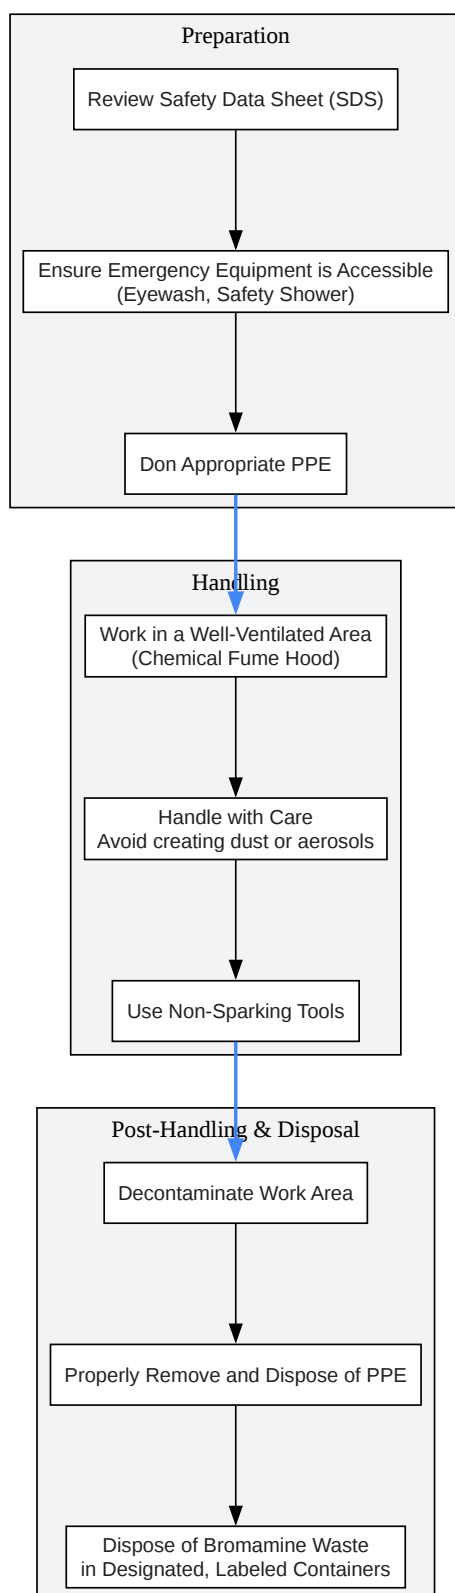 Preparation
Review Safety Data Sheet (SDS)
Ensure Emergency Equipment is Accessible
(Eyewash, Safety Shower)
Don Appropriate PPE
Handling
Work in a Well-Ventilated Area
(Chemical Fume Hood)
Handle with Care
Avoid creating dust or aerosols
Use Non-Sparking Tools
Post-Handling & Disposal
Decontaminate Work Area
Properly Remove and Dispose of PPE
Dispose of Bromamine Waste
in Designated, Labeled Containers